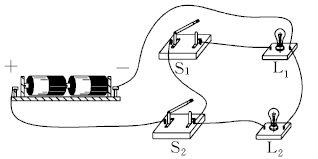 + −
S₁ L₁
S₂ L₂